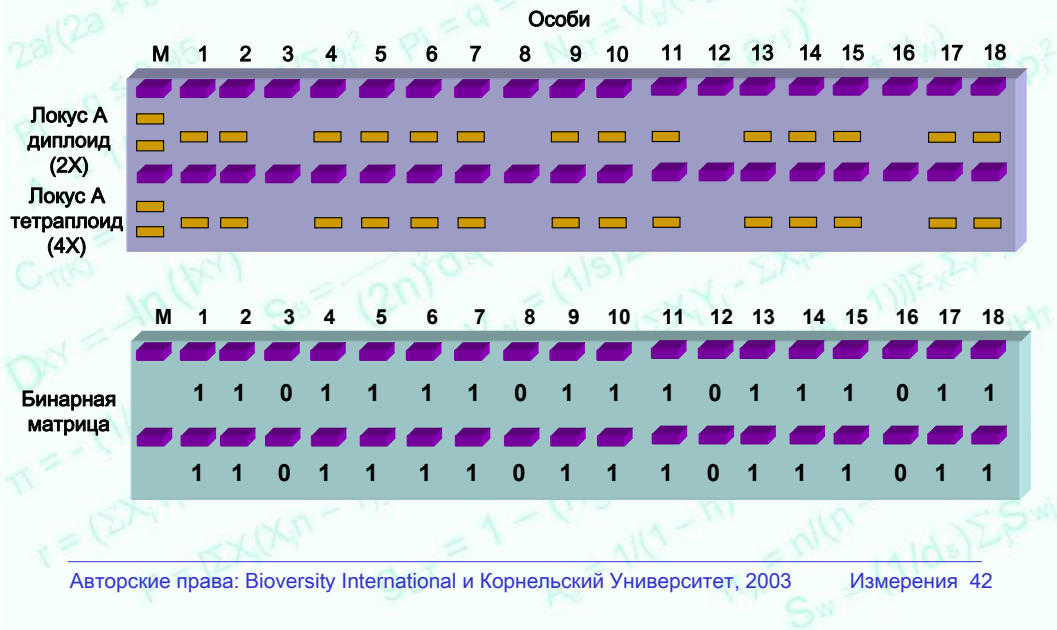 Особи
M 1 2 3 4 5 6 7 8 9 10 11 12 13 14 15 16 17 18
Локус А
диплоид
(2X)
Локус А
тетраплоид
(4X)
M 1 2 3 4 5 6 7 8 9 10 11 12 13 14 15 16 17 18
Бинарная
матрица
1 1 0 1 1 1 1 0 1 1 1 0 1 1 1 0 1 1
1 1 0 1 1 1 1 0 1 1 1 0 1 1 1 0 1 1
Авторские права: Bioversity International и Корнельский Университет, 2003 Измерения 42